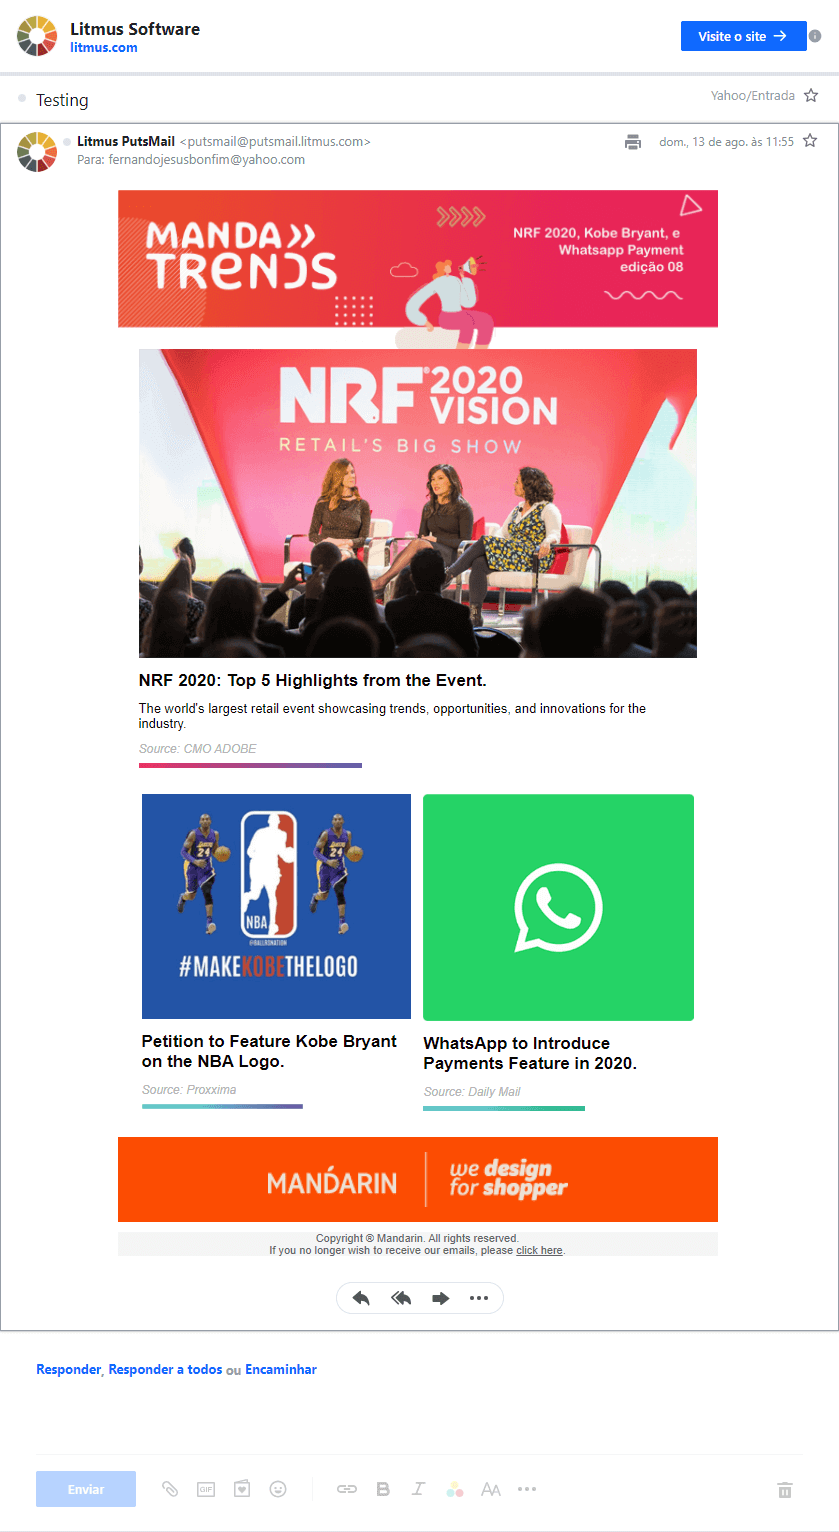 Litmus Software
litmus.com
Visite o site
Testing
Yahoo/Entrada
Litmus PutsMail <putsmail@putsmail.litmus.com>
dom., 13 de ago. às 11:55
Para: fernandojesusbonfim@yahoo.com
MANDA
TRENDS
NRF 2020, Kobe Bryant, e
Whatsapp Payment
edição 08
NRF® 2020
VISION
RETAIL'S BIG SHOW
NRF 2020: Top 5 Highlights from the Event.
The world's largest retail event showcasing trends, opportunities, and innovations for the
industry.
Source: CMO ADOBE
LAKERS
24
LAKERS
24
NBA
@BALLRSNATION
#MAKEKOBETHELOGO
Petition to Feature Kobe Bryant
on the NBA Logo.
Source: Proxxima
WhatsApp to Introduce
Payments Feature in 2020.
Source: Daily Mail
MANDARIN
we design
for shopper
Copyright ® Mandarin. All rights reserved.
If you no longer wish to receive our emails, please click here.
Responder, Responder a todos ou Encaminhar
Enviar
GIF
B
I
AA